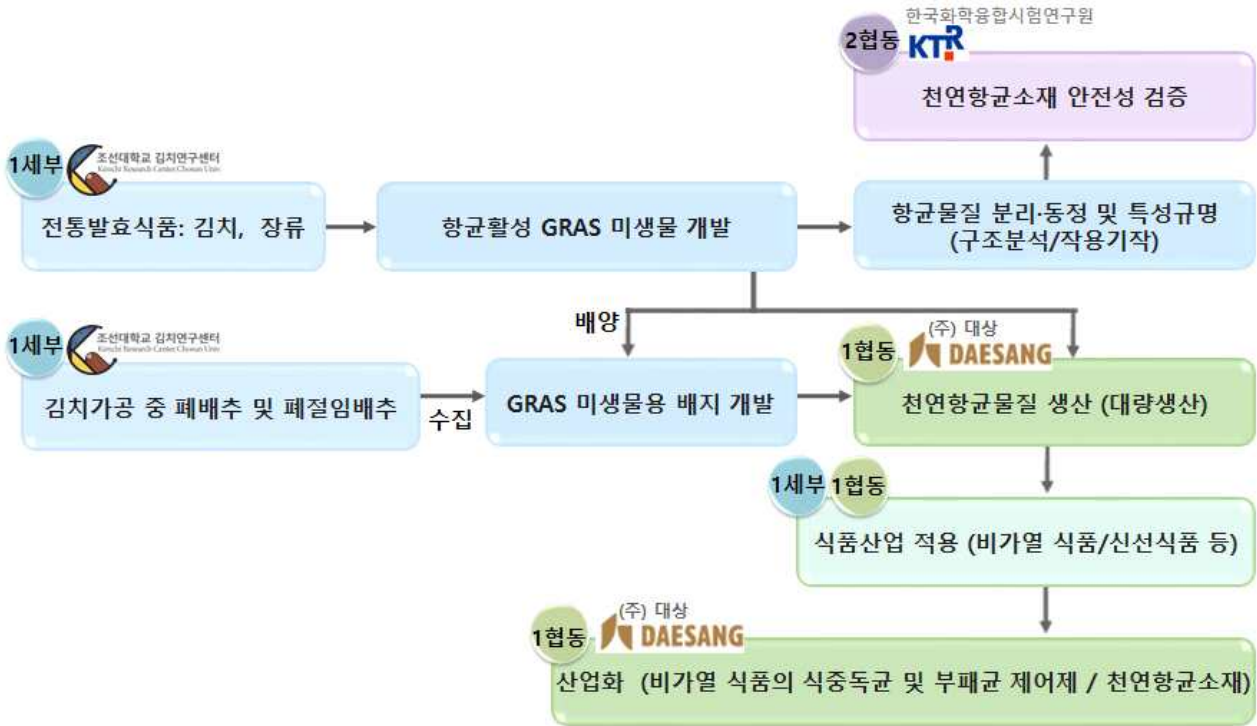 한국화학융합시험연구원
2협동 KTR
천연항균소재 안전성 검증
1세부 조선대학교 김치연구센터
Kimchi Research Center Chosun Univ
전통발효식품: 김치, 장류
항균활성 GRAS 미생물 개발
항균물질 분리·동정 및 특성규명
(구조분석/작용기작)
배양
1세부 조선대학교 김치연구센터
Kimchi Research Center Chosun Univ
김치가공 중 폐배추 및 폐절임배추
수집
GRAS 미생물용 배지 개발
(주) 대상
1협동 DAESANG
천연항균물질 생산 (대량생산)
1세부 1협동
식품산업 적용 (비가열 식품/신선식품 등)
(주) 대상
1협동 DAESANG
산업화 (비가열 식품의 식중독균 및 부패균 제어제 / 천연항균소재)